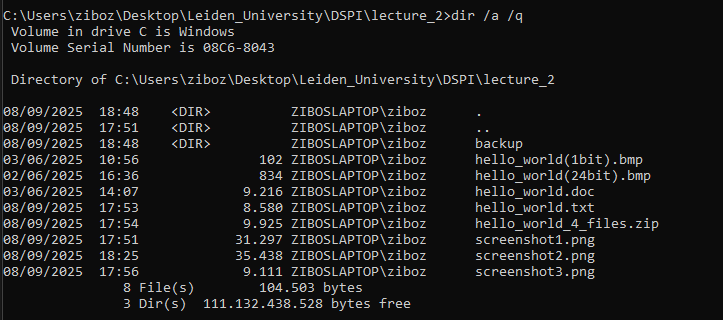 C:\Users\ziboz\Desktop\Leiden_University\DSPI\lecture_2>dir /a /q
Volume in drive C is Windows
Volume Serial Number is 08C6-8043
Directory of C:\Users\ziboz\Desktop\Leiden_University\DSPI\lecture_2
08/09/2025  18:48    <DIR>          ZIBOSLAPTOP\ziboz      .
08/09/2025  17:51    <DIR>          ZIBOSLAPTOP\ziboz      ..
08/09/2025  18:48    <DIR>          ZIBOSLAPTOP\ziboz      backup
03/06/2025  10:56               102 ZIBOSLAPTOP\ziboz      hello_world(1bit).bmp
02/06/2025  16:36               834 ZIBOSLAPTOP\ziboz      hello_world(24bit).bmp
03/06/2025  14:07             9.216 ZIBOSLAPTOP\ziboz      hello_world.doc
08/09/2025  17:53             8.580 ZIBOSLAPTOP\ziboz      hello_world.txt
08/09/2025  17:54             9.925 ZIBOSLAPTOP\ziboz      hello_world_4_files.zip
08/09/2025  17:51            31.297 ZIBOSLAPTOP\ziboz      screenshot1.png
08/09/2025  18:25            35.438 ZIBOSLAPTOP\ziboz      screenshot2.png
08/09/2025  17:56             9.111 ZIBOSLAPTOP\ziboz      screenshot3.png
8 File(s)        104.503 bytes
3 Dir(s)  111.132.438.528 bytes free